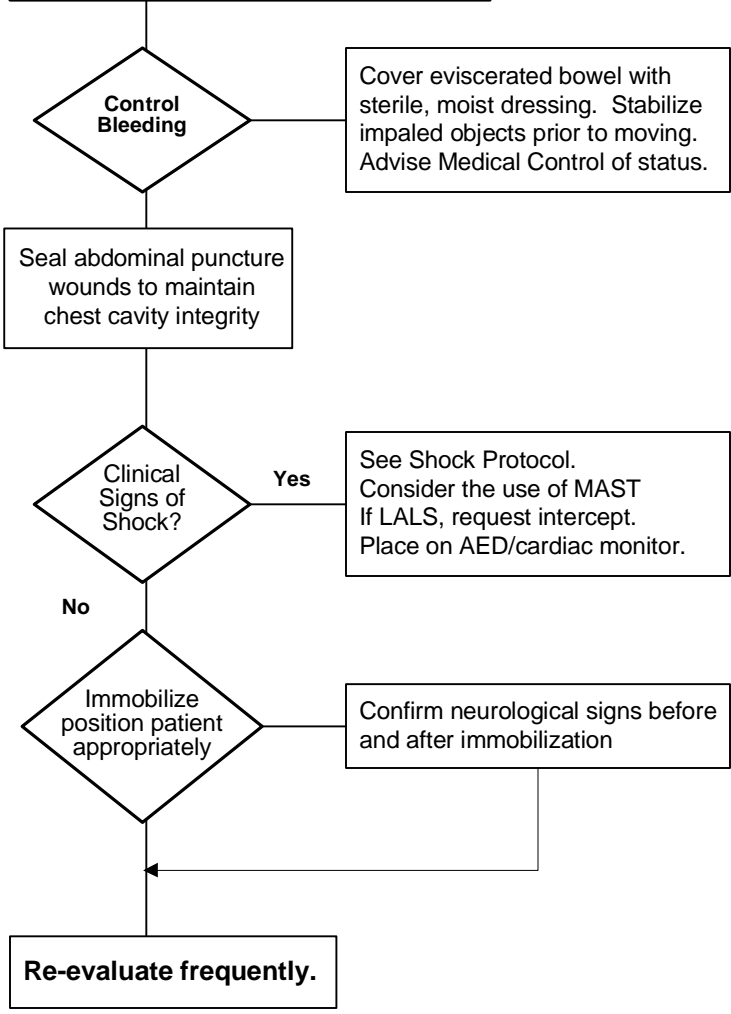 Control
Bleeding
Cover eviscerated bowel with
sterile, moist dressing. Stabilize
impaled objects prior to moving.
Advise Medical Control of status.
Seal abdominal puncture
wounds to maintain
chest cavity integrity
Clinical
Signs of
Shock?
Yes
See Shock Protocol.
Consider the use of MAST
If LALS, request intercept.
Place on AED/cardiac monitor.
No
Immobilize
position patient
appropriately
Confirm neurological signs before
and after immobilization
Re-evaluate frequently.